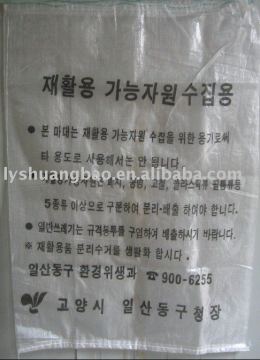 재활용 가능자원 수집용
● 본 마대는 재활용 가능자원 수집을 위한 용기로써
타 용도로 사용해서는 안 됩니다
lyshuangbao.en.alibaba.com
5종류 이상으로 구분하여 분리·배출 하여야 합니다.
● 일반쓰레기는 규격봉투를 구입하여 배출하시기 바랍니다.
※ 재활용품 분리수거를 생활화 합시다.
일산동구 환경위생과 ☎900-6255
고양시 일산동구청장